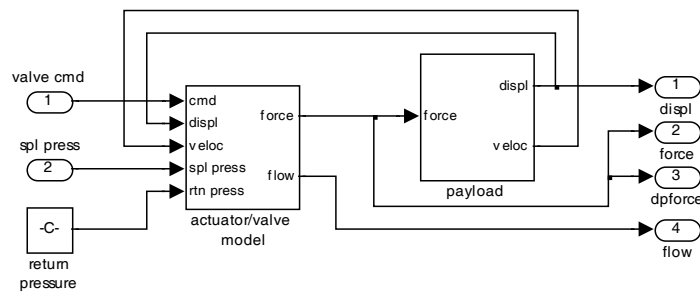 valve cmd
1
spl press
2
-C-
return
pressure
cmd
displ
veloc
spl press
rtn press
force
flow
actuator/valve
model
force
displ
veloc
payload
1
displ
2
force
3
dpforce
4
flow